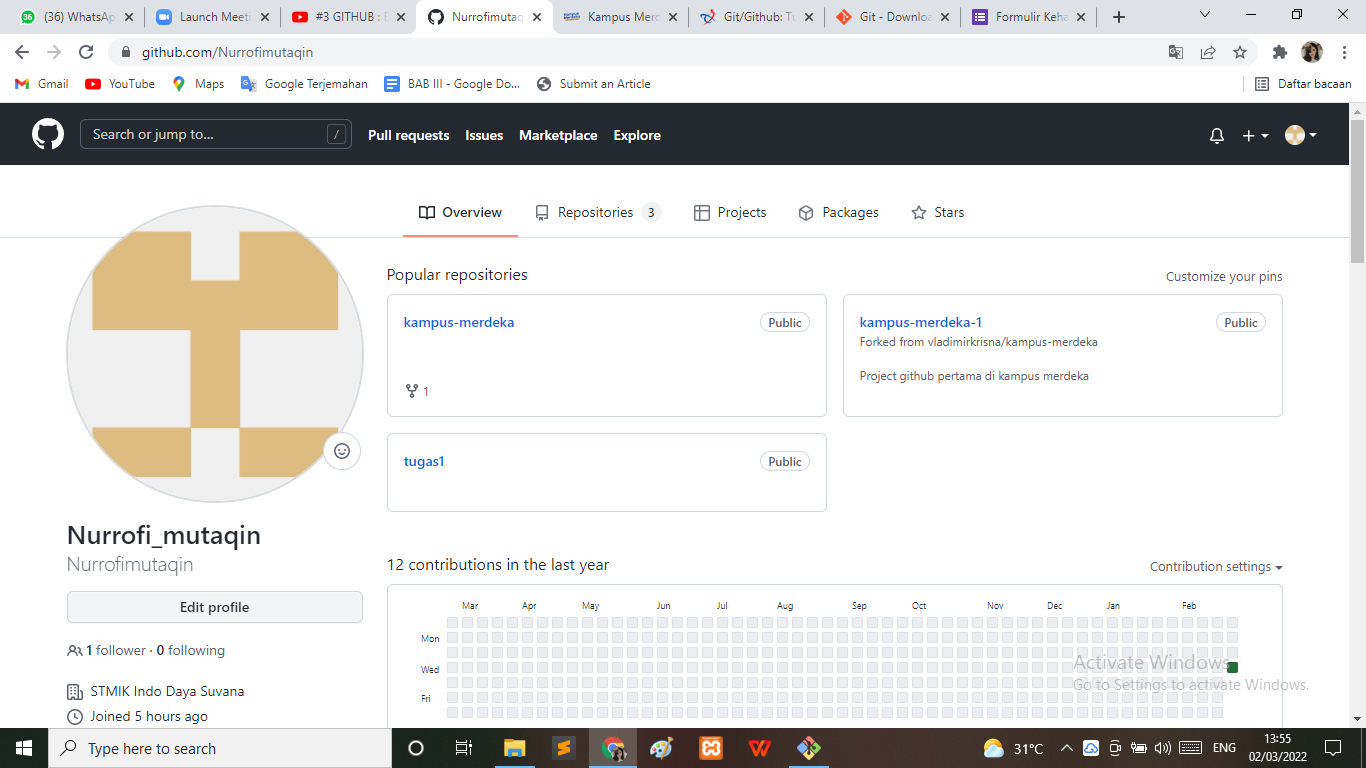 (36) WhatsAp
Launch Meeti
#3 GITHUB : B
Nurrofimutaq
Kampus Merd
Git/Github: Tu
Git - Downloa
Formulir Keha
github.com/Nurrofimutaqin
Gmail
YouTube
Maps
Google Terjemahan
BAB III - Google Do...
Submit an Article
Daftar bacaan
Search or jump to...
/
Pull requests
Issues
Marketplace
Explore
Overview
Repositories 3
Projects
Packages
Stars
Popular repositories
Customize your pins
kampus-merdeka
Public
1
kampus-merdeka-1
Public
Forked from vladimirkrisna/kampus-merdeka
Project github pertama di kampus merdeka
tugas1
Public
Nurrofi_mutaqin
Nurrofimutaqin
Edit profile
1 follower · 0 following
STMIK Indo Daya Suvana
Joined 5 hours ago
12 contributions in the last year
Contribution settings
Mar Apr May Jun Jul Aug Sep Oct Nov Dec Jan Feb
Mon
Wed
Fri
Activate Windows
Go to Settings to activate Windows.
Type here to search
31°C
ENG
13:55
02/03/2022